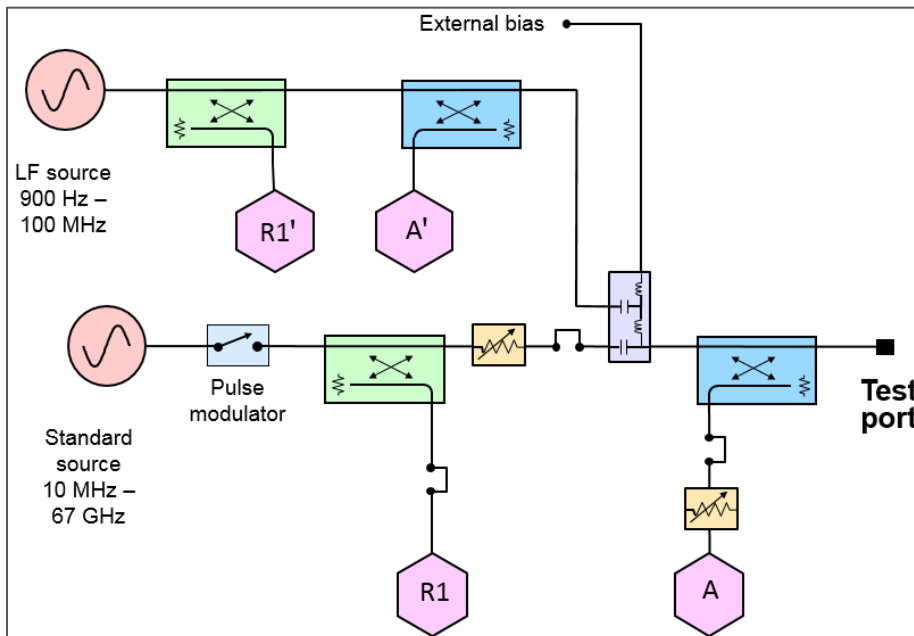 External bias
LF source
900 Hz –
100 MHz
R1'
A'
Pulse
modulator
Standard
source
10 MHz –
67 GHz
Test
port
R1
A